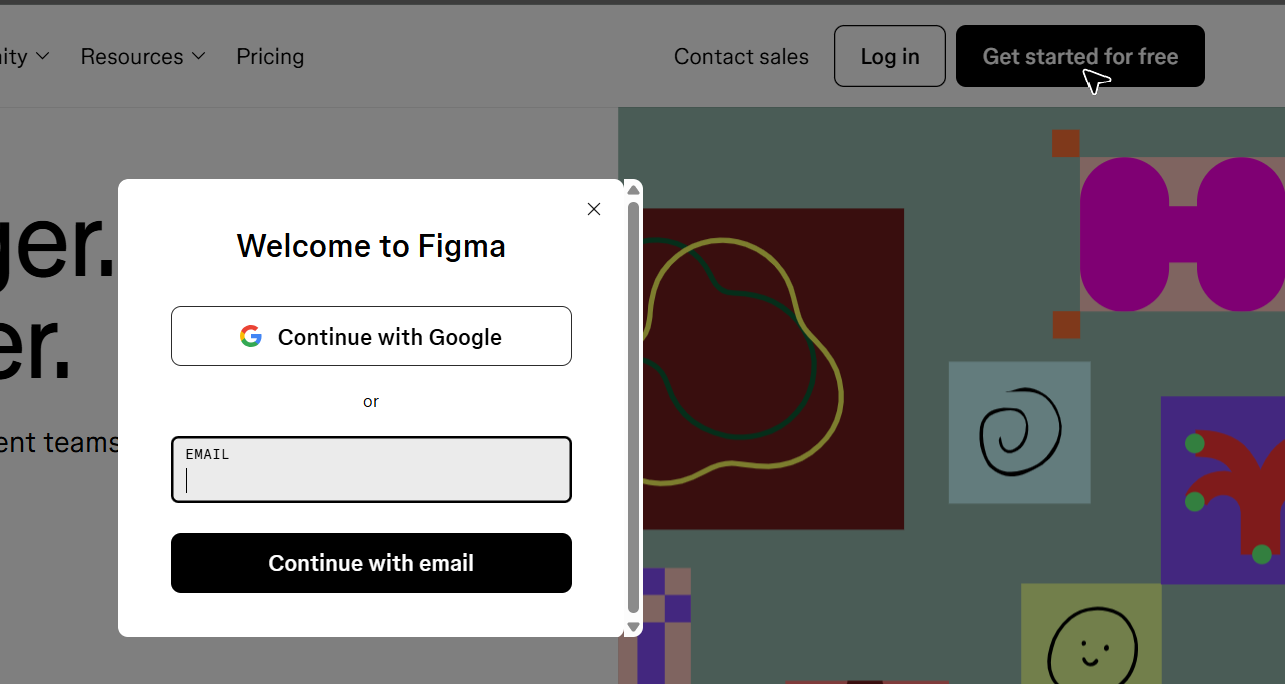 ity Resources Pricing Contact sales Log in Get started for free
ger.
er.
ent teams
Welcome to Figma
Continue with Google
or
EMAIL
Continue with email